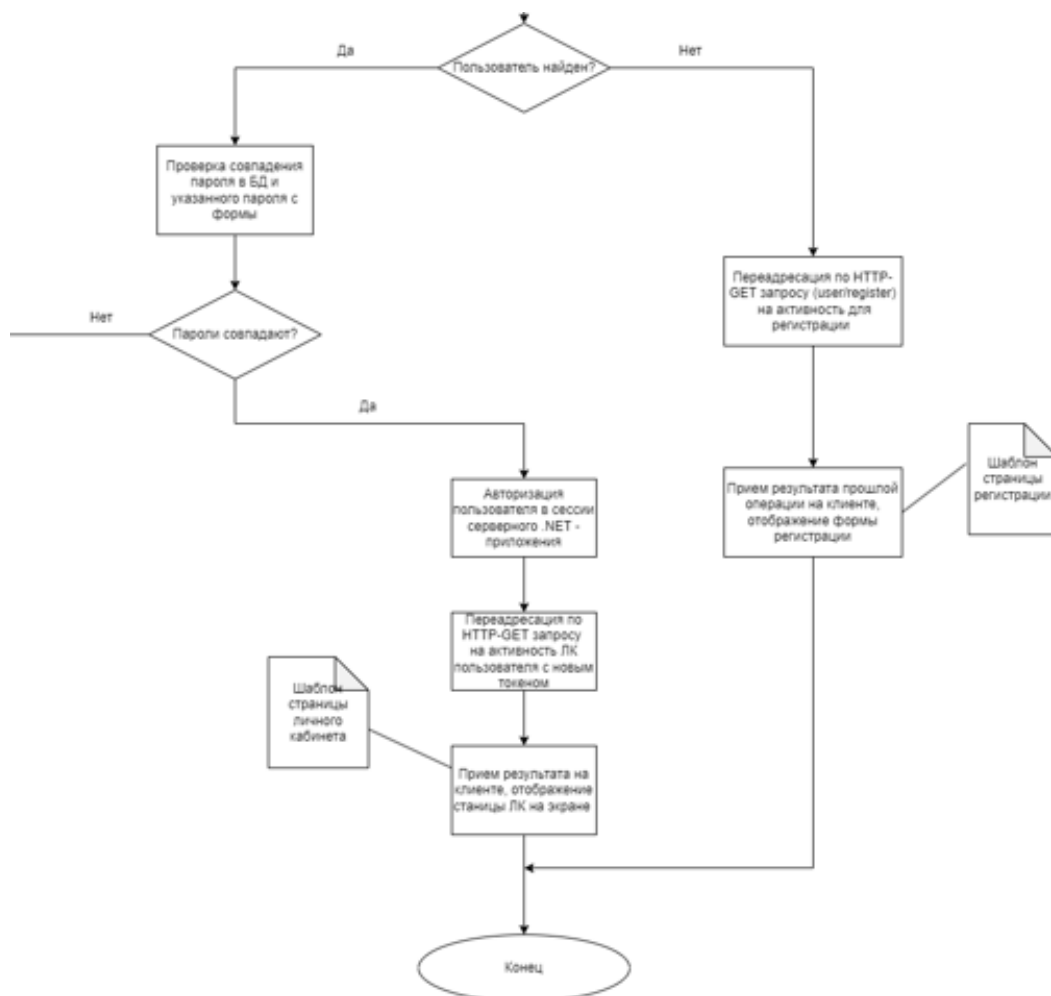 Да
Пользователь найден?
Нет
Проверка совпадения
пароля в БД и
указанного пароля с
формы
Переадресация по HTTP-
GET запросу (user/register)
на активность для
регистрации
Нет
Пароли совпадают?
Да
Авторизация
пользователя в сессии
серверного .NET -
приложения
Прием результата прошлой
операции на клиенте,
отображение формы
регистрации
Шаблон
страницы
регистрации
Переадресация по
HTTP-GET запросу
на активность ЛК
пользователя с новым
токеном
Шаблон
страницы
личного
кабинета
Прием результата на
клиенте, отображение
станицы ЛК на экране
Конец